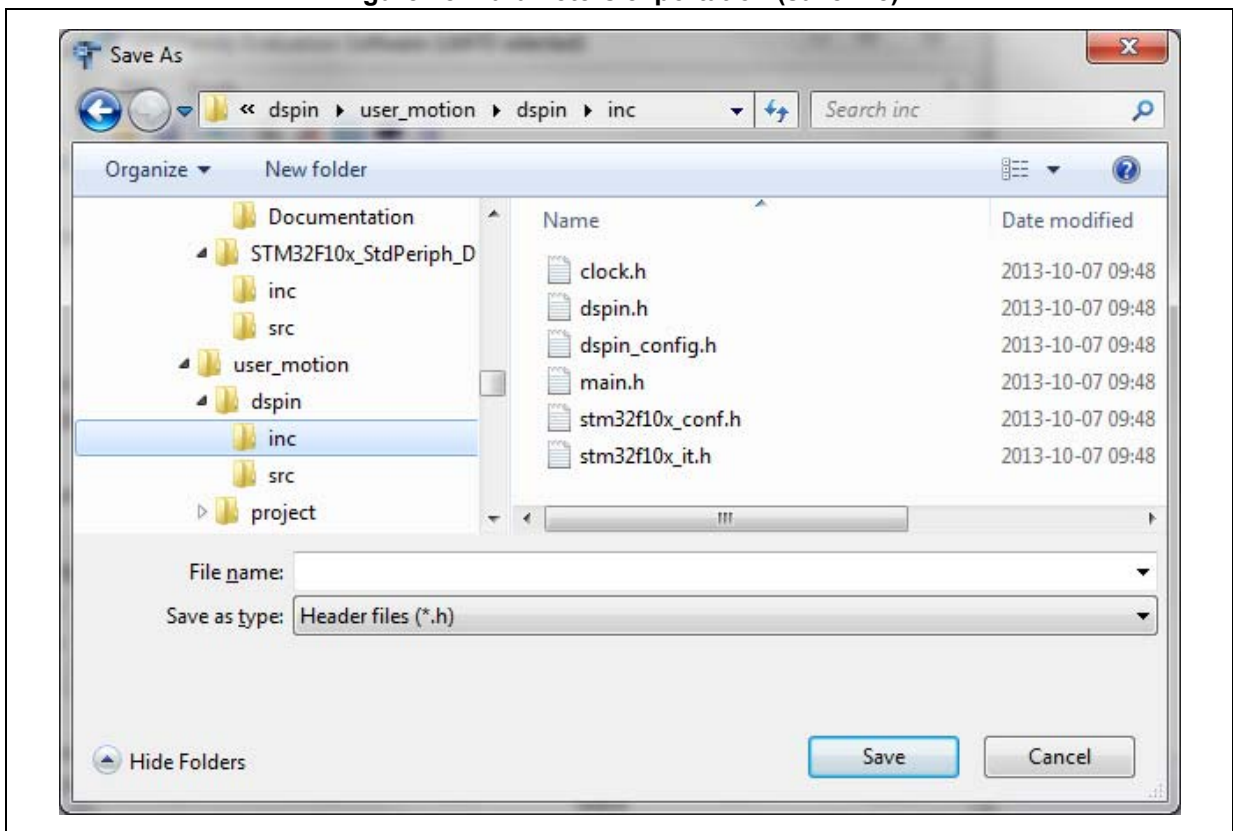 Save As
« dspin ▸ user_motion ▸ dspin ▸ inc
Search inc
Organize
New folder
Documentation
STM32F10x_StdPeriph_D
inc
src
user_motion
dspin
inc
src
project
Name Date modified
clock.h 2013-10-07 09:48
dspin.h 2013-10-07 09:48
dspin_config.h 2013-10-07 09:48
main.h 2013-10-07 09:48
stm32f10x_conf.h 2013-10-07 09:48
stm32f10x_it.h 2013-10-07 09:48
File name:
Save as type: Header files (*.h)
Hide Folders
Save
Cancel